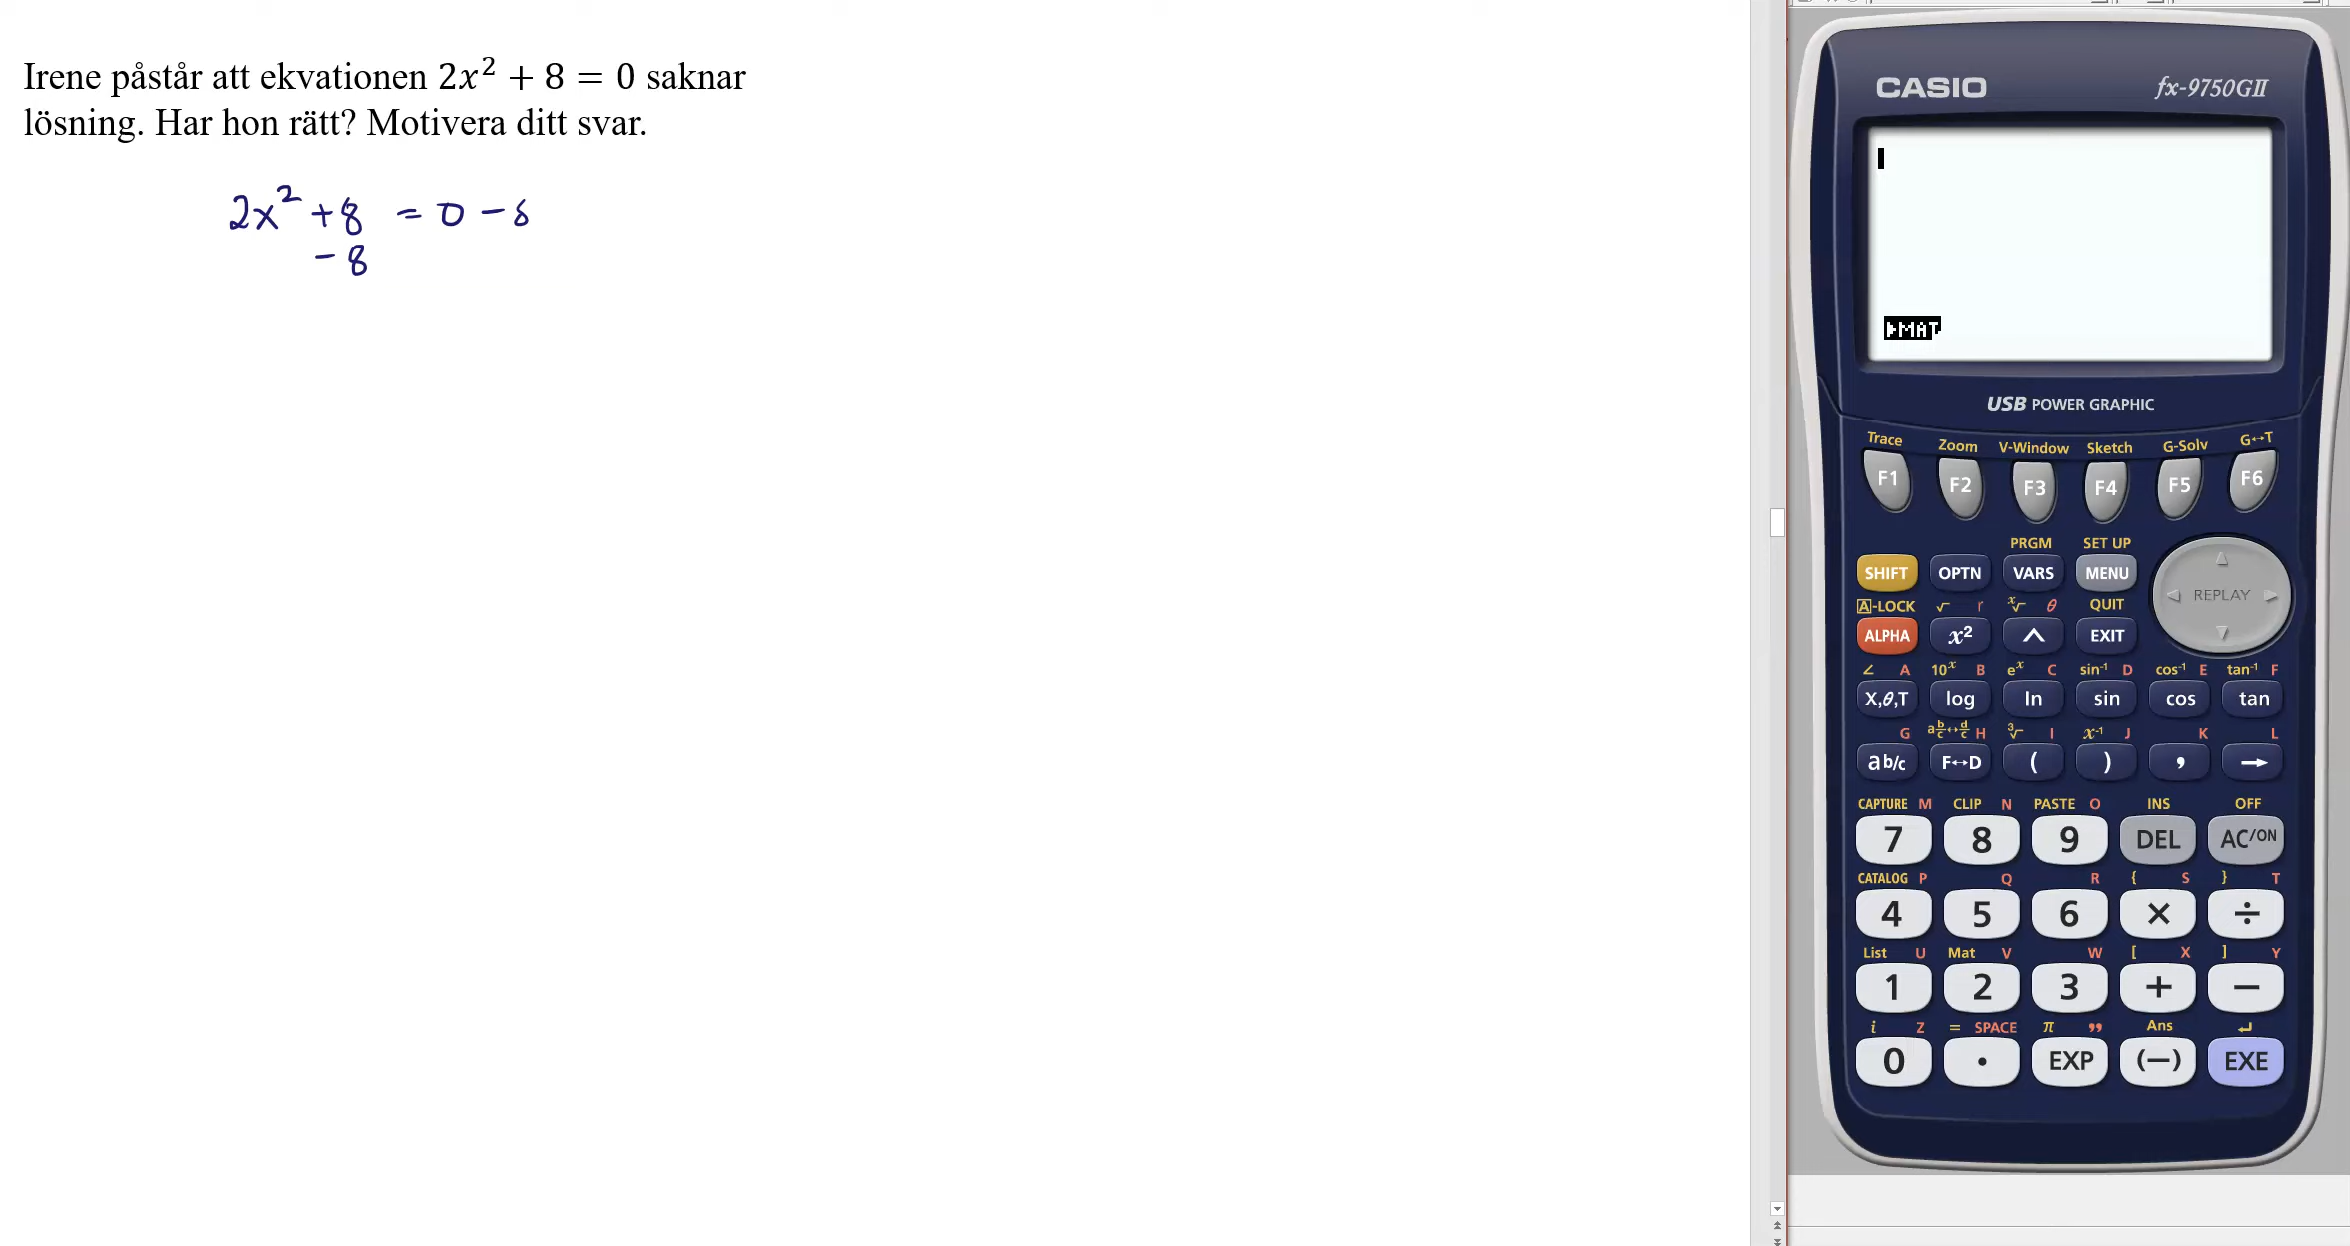 Irene påstår att ekvationen 2x² + 8 = 0 saknar
lösning. Har hon rätt? Motivera ditt svar.
2x² +8 = 0 -8
-8
CASIO fx-9750GII
▶MAT
USB POWER GRAPHIC
Trace Zoom V-Window Sketch G-Solv G↔T
F1 F2 F3 F4 F5 F6
PRGM SET UP
SHIFT OPTN VARS MENU
REPLAY
A-LOCK √ r ˣ√ θ QUIT
ALPHA x² ^ EXIT
∠ A 10ˣ B eˣ C sin⁻¹ D cos⁻¹ E tan⁻¹ F
X,θ,T log ln sin cos tan
G a b/c↔d/c H ³√ I x⁻¹ J K L
a b/c F↔D ( ) , →
CAPTURE M CLIP N PASTE O INS OFF
7 8 9 DEL AC/ON
CATALOG P Q R { S } T
4 5 6 × ÷
List U Mat V W [ X ] Y
1 2 3 + −
i Z = SPACE π ” Ans ↵
0 • EXP (−) EXE